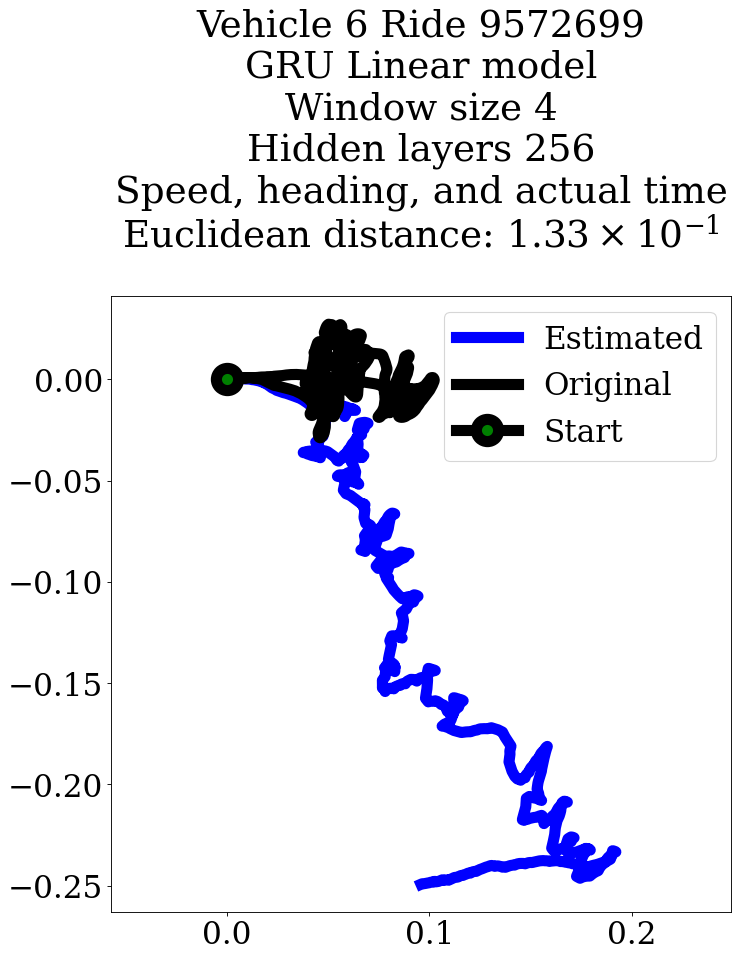 Vehicle 6 Ride 9572699
GRU Linear model
Window size 4
Hidden layers 256
Speed, heading, and actual time
Euclidean distance: 1.33 × 10⁻¹
Estimated
Original
Start
0.00
−0.05
−0.10
−0.15
−0.20
−0.25
0.0
0.1
0.2